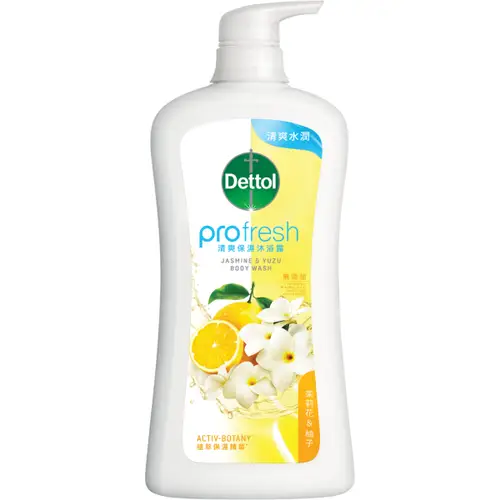 清爽水潤
Dettol
profresh
清爽保濕沐浴露
JASMINE & YUZU
BODY WASH
茉莉花 & 柚子
ACTIV-BOTANY
植萃保濕精華